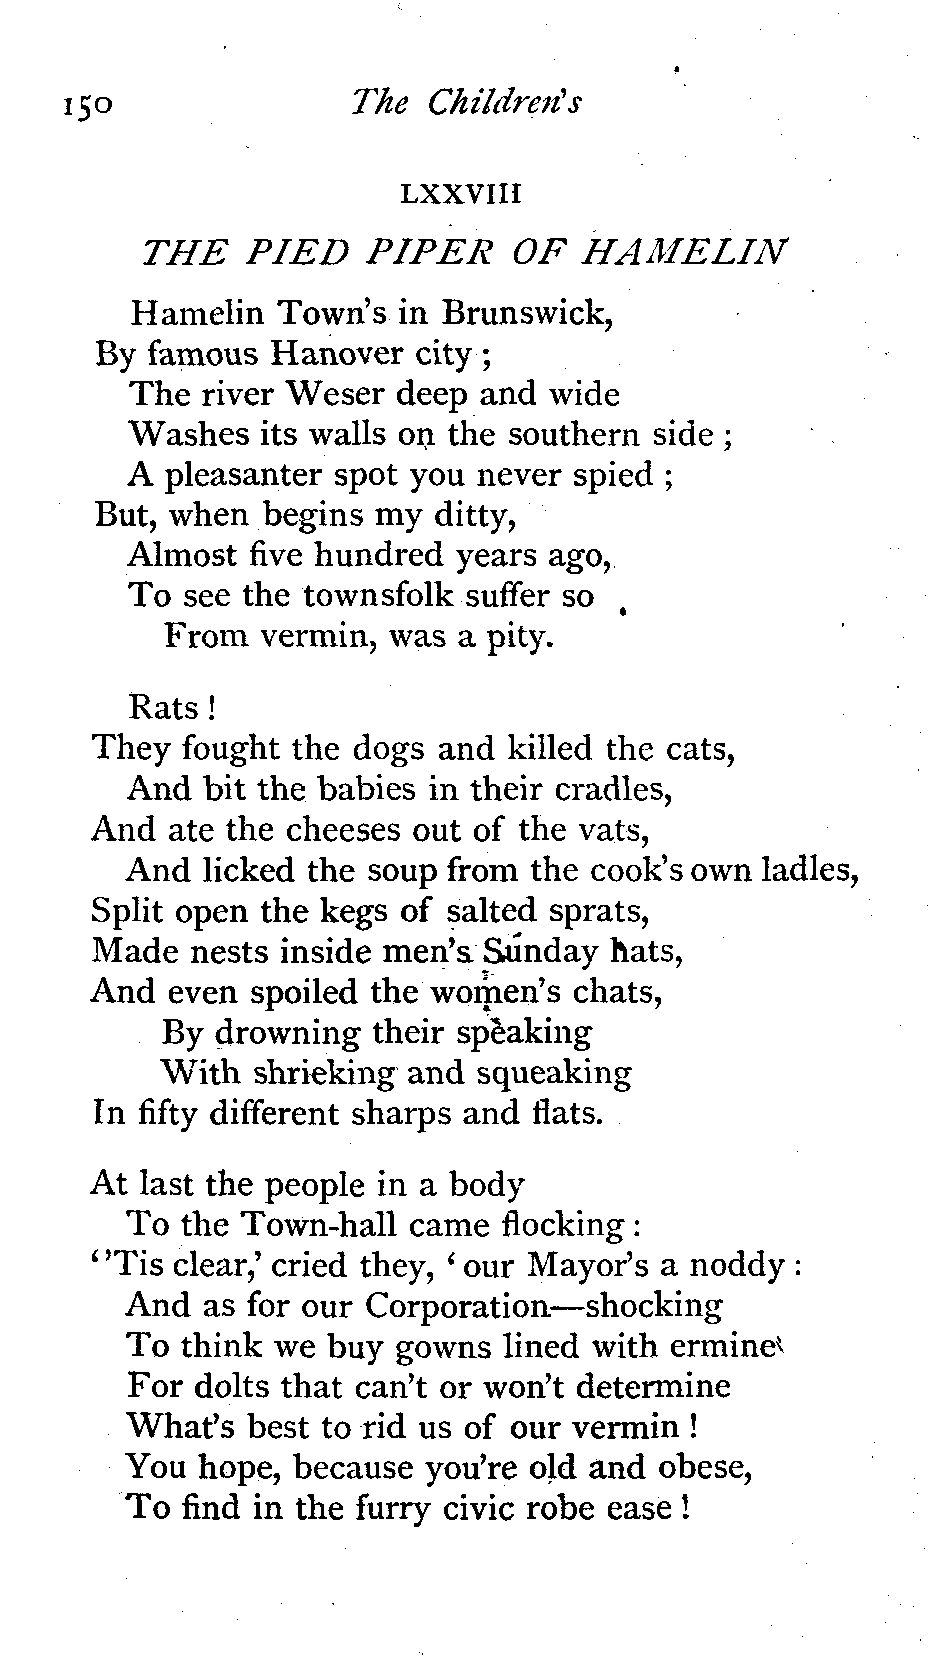 150 The Children's
LXXVIII
THE PIED PIPER OF HAMELIN
Hamelin Town's in Brunswick,
By famous Hanover city ;
The river Weser deep and wide
Washes its walls on the southern side ;
A pleasanter spot you never spied ;
But, when begins my ditty,
Almost five hundred years ago,
To see the townsfolk suffer so
From vermin, was a pity.
Rats !
They fought the dogs and killed the cats,
And bit the babies in their cradles,
And ate the cheeses out of the vats,
And licked the soup from the cook's own ladles,
Split open the kegs of salted sprats,
Made nests inside men's Sunday hats,
And even spoiled the women's chats,
By drowning their speaking
With shrieking and squeaking
In fifty different sharps and flats.
At last the people in a body
To the Town-hall came flocking :
‘ 'Tis clear,’ cried they, ‘ our Mayor's a noddy :
And as for our Corporation—shocking
To think we buy gowns lined with ermine
For dolts that can't or won't determine
What's best to rid us of our vermin !
You hope, because you're old and obese,
To find in the furry civic robe ease !